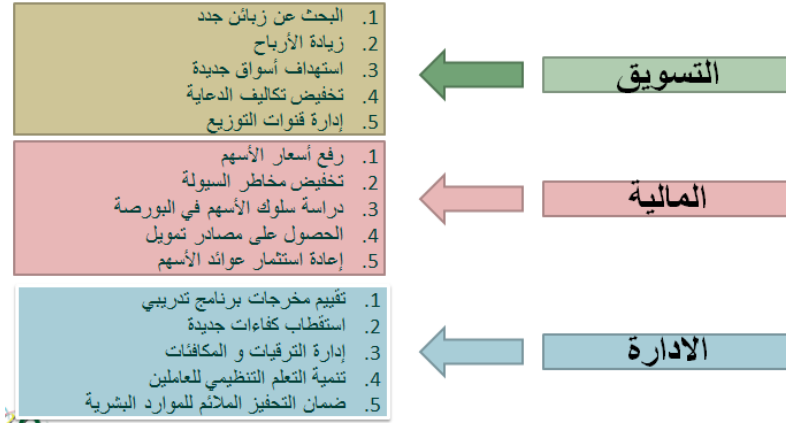 التسويق
1. البحث عن زبائن جدد
2. زيادة الأرباح
3. استهداف أسواق جديدة
4. تخفيض تكاليف الدعاية
5. إدارة قنوات التوزيع
المالية
1. رفع أسعار الأسهم
2. تخفيض مخاطر السيولة
3. دراسة سلوك الأسهم في البورصة
4. الحصول على مصادر تمويل
5. إعادة استثمار عوائد الأسهم
الادارة
1. تقييم مخرجات برنامج تدريبي
2. استقطاب كفاءات جديدة
3. إدارة الترقيات و المكافئات
4. تنمية التعلم التنظيمي للعاملين
5. ضمان التحفيز الملائم للموارد البشرية